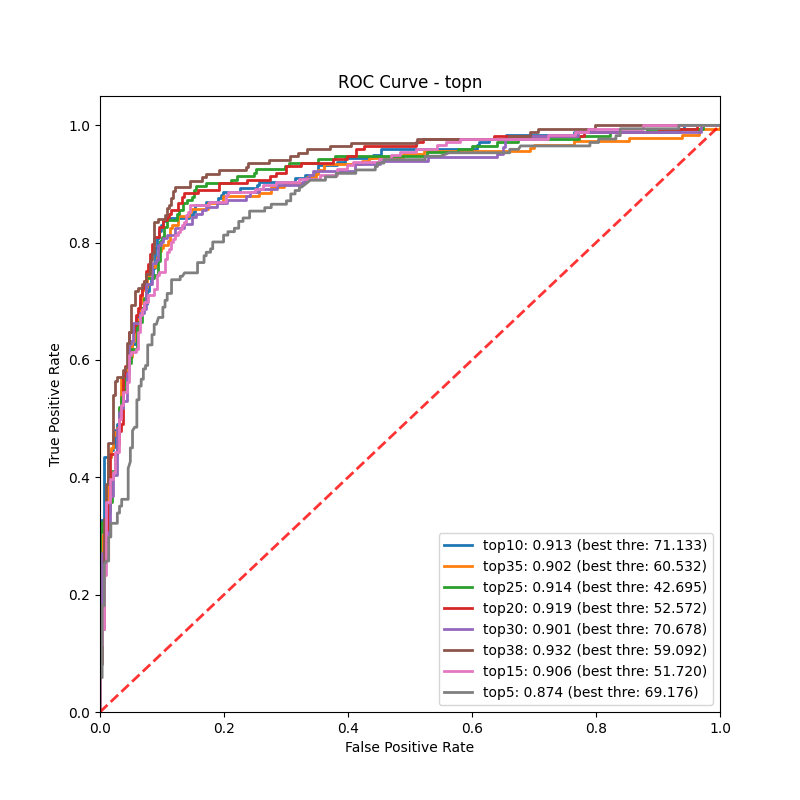 ROC Curve - topn
True Positive Rate
1.0
0.8
0.6
0.4
0.2
0.0
top10: 0.913 (best thre: 71.133)
top35: 0.902 (best thre: 60.532)
top25: 0.914 (best thre: 42.695)
top20: 0.919 (best thre: 52.572)
top30: 0.901 (best thre: 70.678)
top38: 0.932 (best thre: 59.092)
top15: 0.906 (best thre: 51.720)
top5: 0.874 (best thre: 69.176)
0.0 0.2 0.4 0.6 0.8 1.0
False Positive Rate